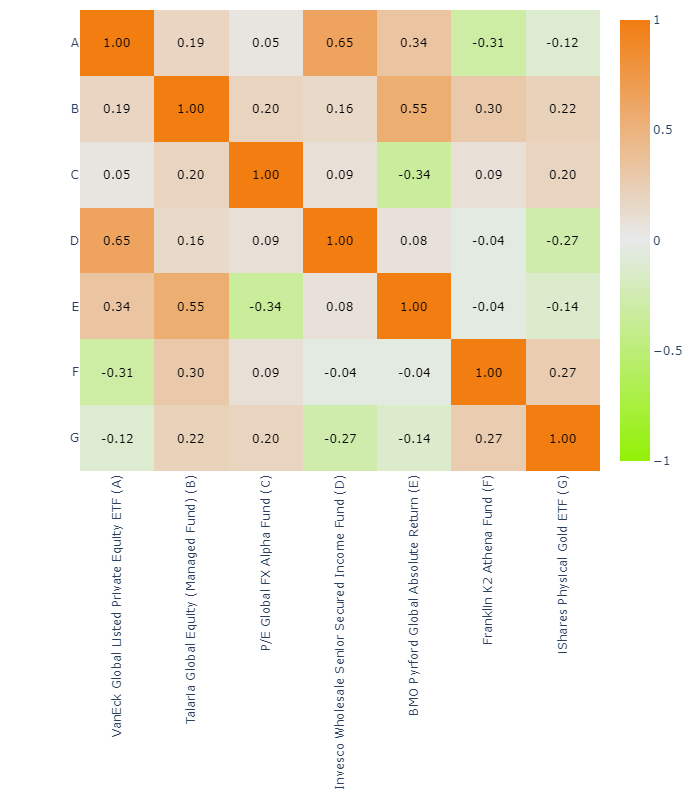 A 1.00 0.19 0.05 0.65 0.34 -0.31 -0.12
B 0.19 1.00 0.20 0.16 0.55 0.30 0.22
C 0.05 0.20 1.00 0.09 -0.34 0.09 0.20
D 0.65 0.16 0.09 1.00 0.08 -0.04 -0.27
E 0.34 0.55 -0.34 0.08 1.00 -0.04 -0.14
F -0.31 0.30 0.09 -0.04 -0.04 1.00 0.27
G -0.12 0.22 0.20 -0.27 -0.14 0.27 1.00
VanEck Global Listed Private Equity ETF (A)
Talaria Global Equity (Managed Fund) (B)
P/E Global FX Alpha Fund (C)
Invesco Wholesale Senior Secured Income Fund (D)
BMO Pyrford Global Absolute Return (E)
Franklin K2 Athena Fund (F)
IShares Physical Gold ETF (G)
1
0.5
0
−0.5
−1